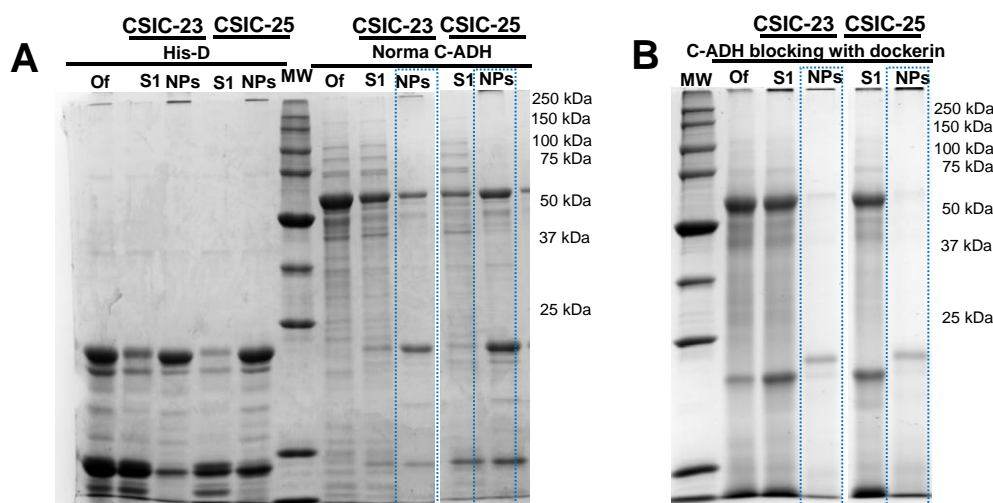 A
CSIC-23 CSIC-25
His-D
Of S1 NPs S1 NPs MW
CSIC-23 CSIC-25
Norma C-ADH
Of S1 NPs S1 NPs
250 kDa
150 kDa
100 kDa
75 kDa
50 kDa
37 kDa
25 kDa
B
CSIC-23 CSIC-25
C-ADH blocking with dockerin
MW Of S1 NPs S1 NPs
250 kDa
150 kDa
100 kDa
75 kDa
50 kDa
37 kDa
25 kDa